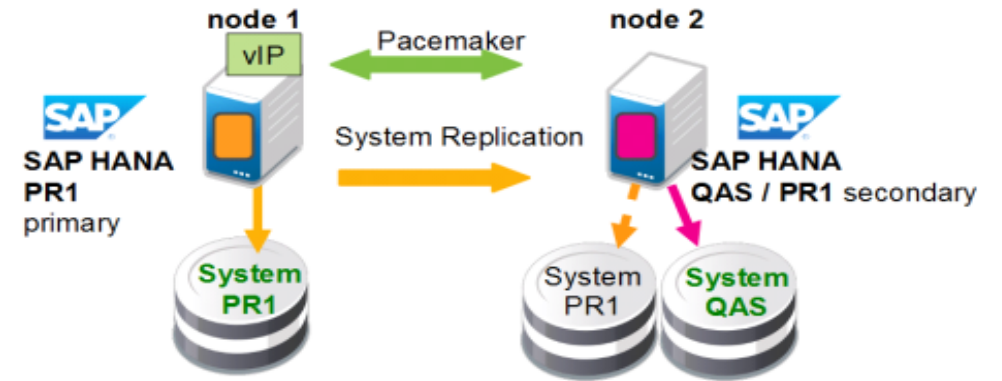 node 1
node 2
vIP
Pacemaker
SAP
SAP HANA
PR1
primary
System Replication
SAP
SAP HANA
QAS / PR1 secondary
System
PR1
System
PR1
System
QAS